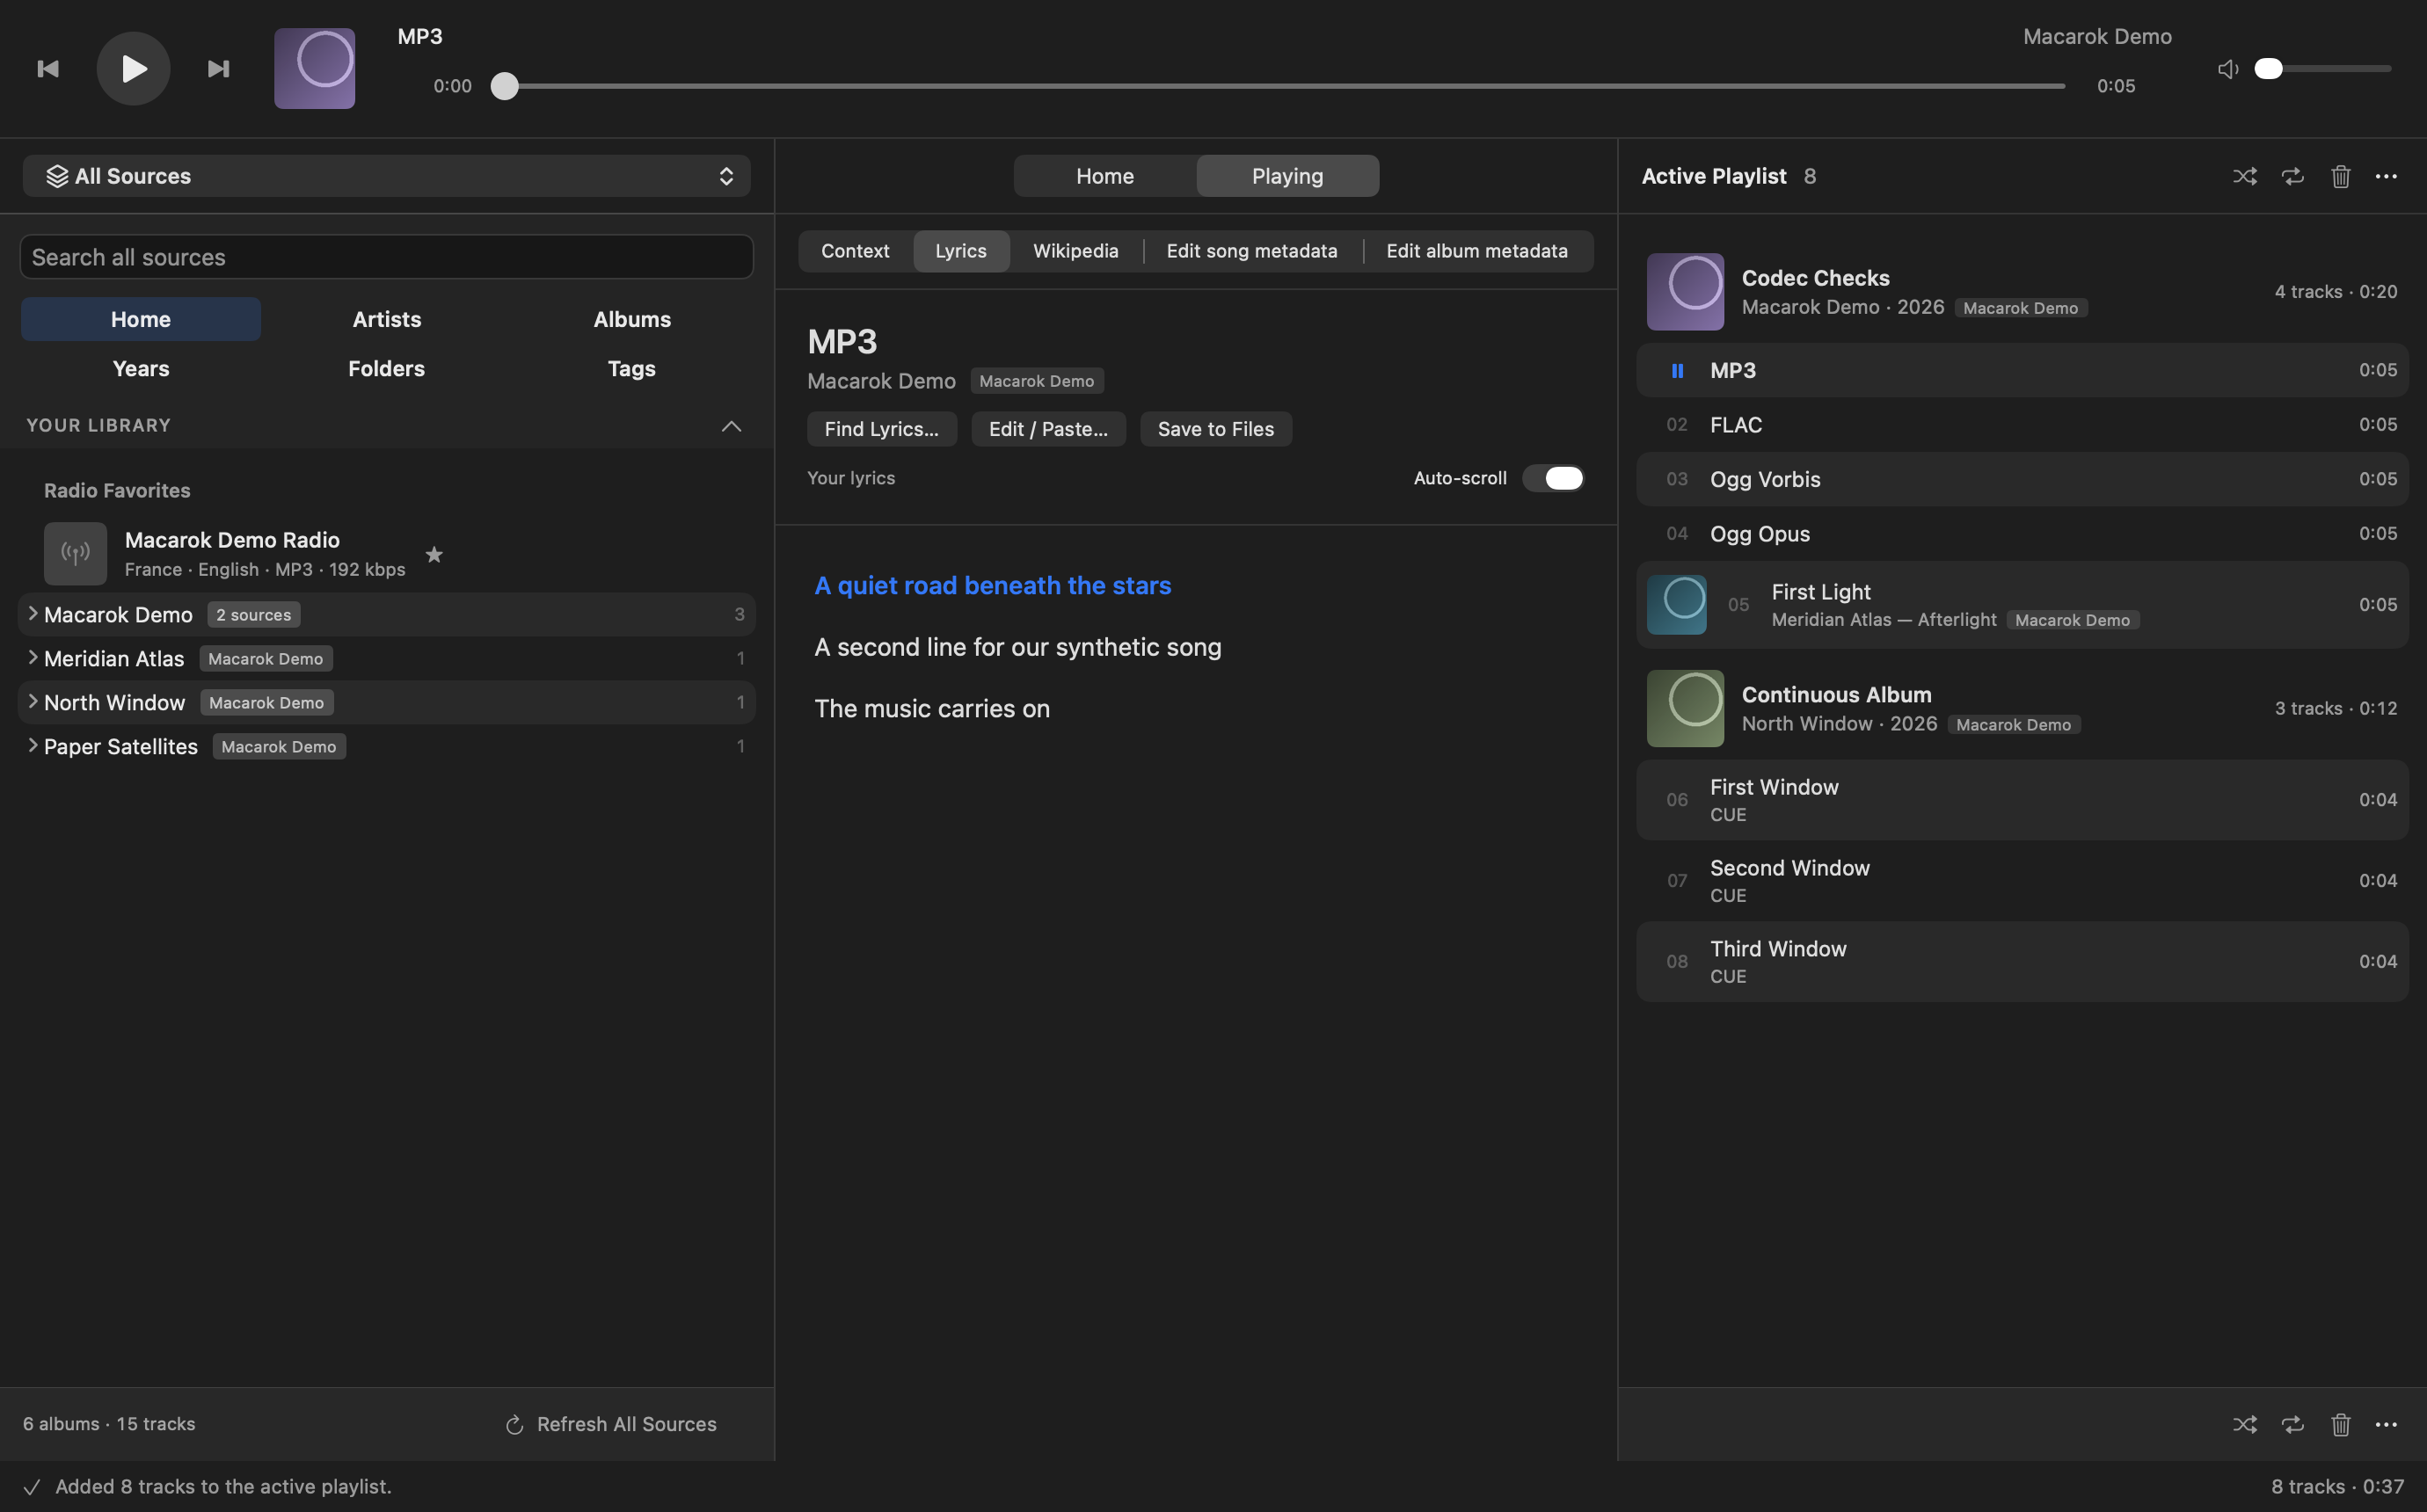 MP3
Macarok Demo
0:00
0:05
All Sources
Search all sources
Home Artists Albums
Years Folders Tags
YOUR LIBRARY
Radio Favorites
Macarok Demo Radio
France · English · MP3 · 192 kbps
Macarok Demo 2 sources 3
Meridian Atlas Macarok Demo 1
North Window Macarok Demo 1
Paper Satellites Macarok Demo 1
6 albums · 15 tracks
Refresh All Sources
Home Playing
Context Lyrics Wikipedia Edit song metadata Edit album metadata
MP3
Macarok Demo Macarok Demo
Find Lyrics... Edit / Paste... Save to Files
Your lyrics Auto-scroll
A quiet road beneath the stars
A second line for our synthetic song
The music carries on
Active Playlist 8
Codec Checks
Macarok Demo · 2026 Macarok Demo
4 tracks · 0:20
MP3 0:05
02 FLAC 0:05
03 Ogg Vorbis 0:05
04 Ogg Opus 0:05
05 First Light 0:05
Meridian Atlas — Afterlight Macarok Demo
Continuous Album
North Window · 2026 Macarok Demo
3 tracks · 0:12
06 First Window 0:04
CUE
07 Second Window 0:04
CUE
08 Third Window 0:04
CUE
Added 8 tracks to the active playlist.
8 tracks · 0:37